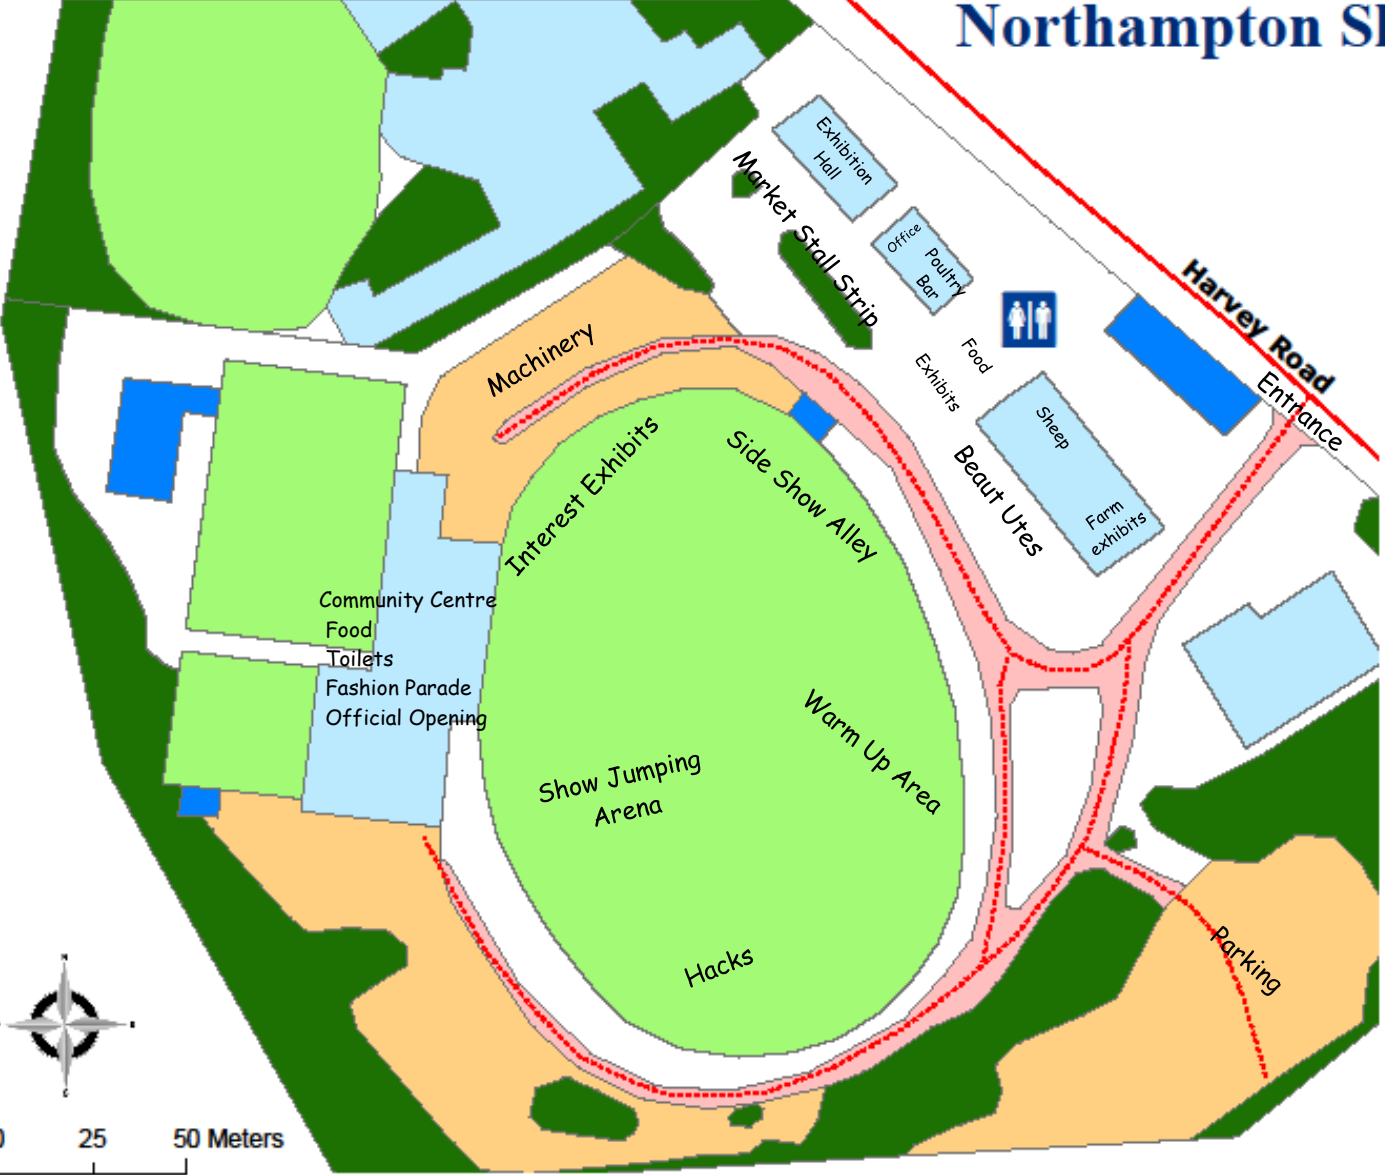 Northampton
Exhibition
Hall
Market Stall Strip
Office
Poultry
Bar
Harvey Road
Entrance
Food
Exhibits
Machinery
Sheep
Interest Exhibits
Side Show Alley
Beaut Utes
Farm
exhibits
Community Centre
Food
Toilets
Fashion Parade
Official Opening
Warm Up Area
Show Jumping
Arena
Hacks
Parking
0 25 50 Meters